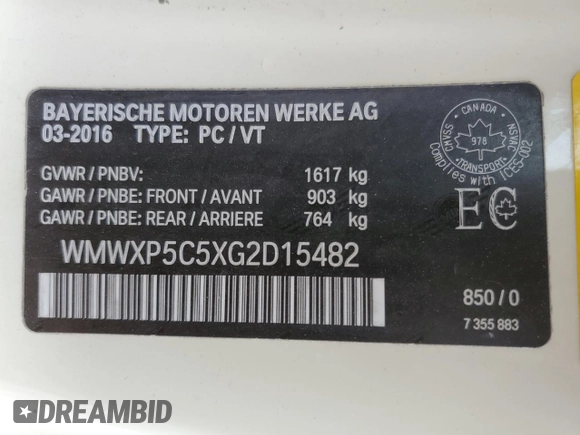 BAYERISCHE MOTOREN WERKE AG
03-2016 TYPE: PC / VT
GVWR / PNBV: 1617 kg
GAWR / PNBE: FRONT / AVANT 903 kg
GAWR / PNBE: REAR / ARRIERE 764 kg
WMWXP5C5XG2D15482
CANADA
CMVSS NSVAC
978
TRANSPORT
Complies with ICES-002
EC
850 / 0
7 355 883
DREAMBID